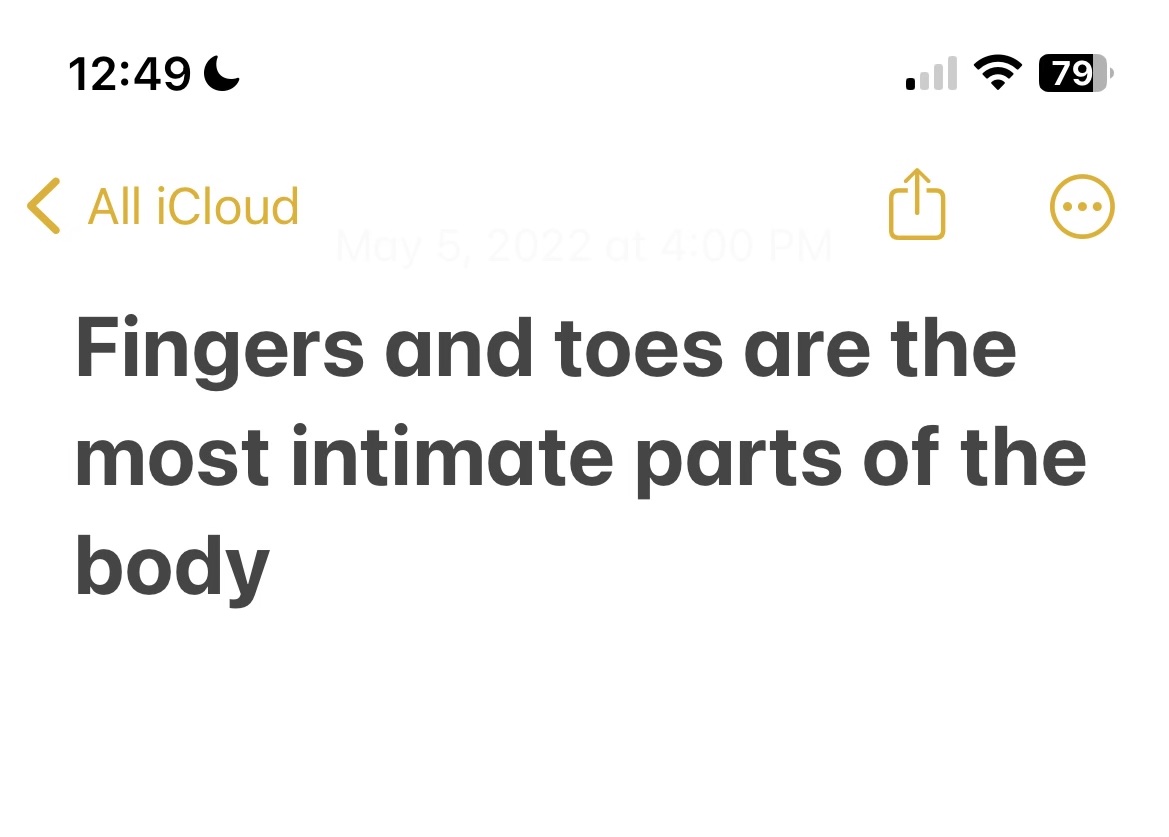 12:49
79
All iCloud
May 5, 2022 at 4:00 PM
Fingers and toes are the
most intimate parts of the
body